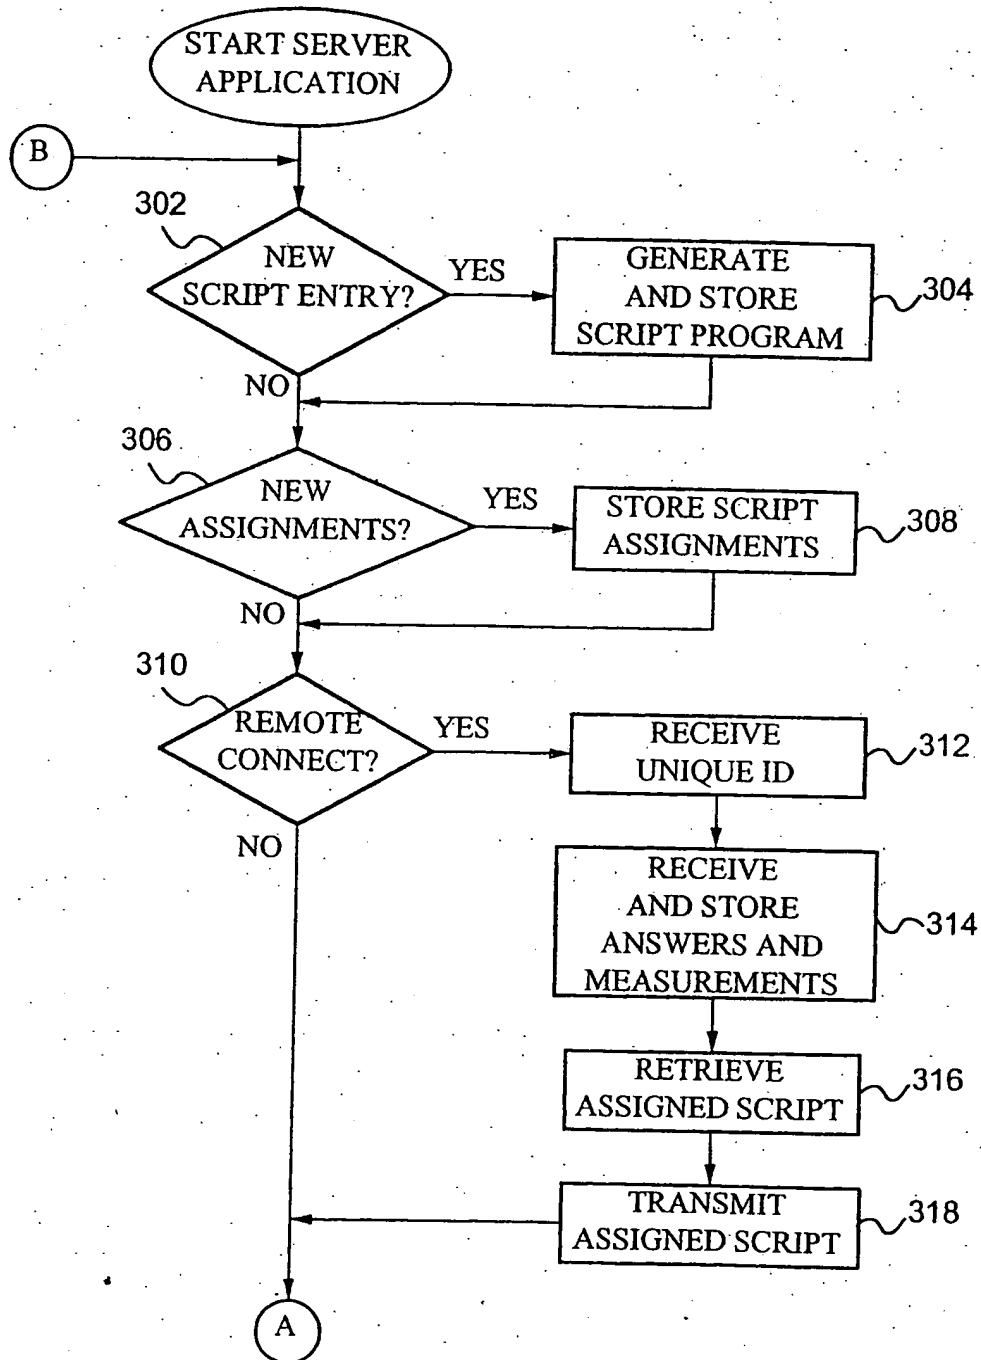 START SERVER
APPLICATION
B
302
NEW
SCRIPT ENTRY?
YES
GENERATE
AND STORE
SCRIPT PROGRAM
304
NO
306
NEW
ASSIGNMENTS?
YES
STORE SCRIPT
ASSIGNMENTS
308
NO
310
REMOTE
CONNECT?
YES
RECEIVE
UNIQUE ID
312
NO
RECEIVE
AND STORE
ANSWERS AND
MEASUREMENTS
314
RETRIEVE
ASSIGNED SCRIPT
316
TRANSMIT
ASSIGNED SCRIPT
318
A